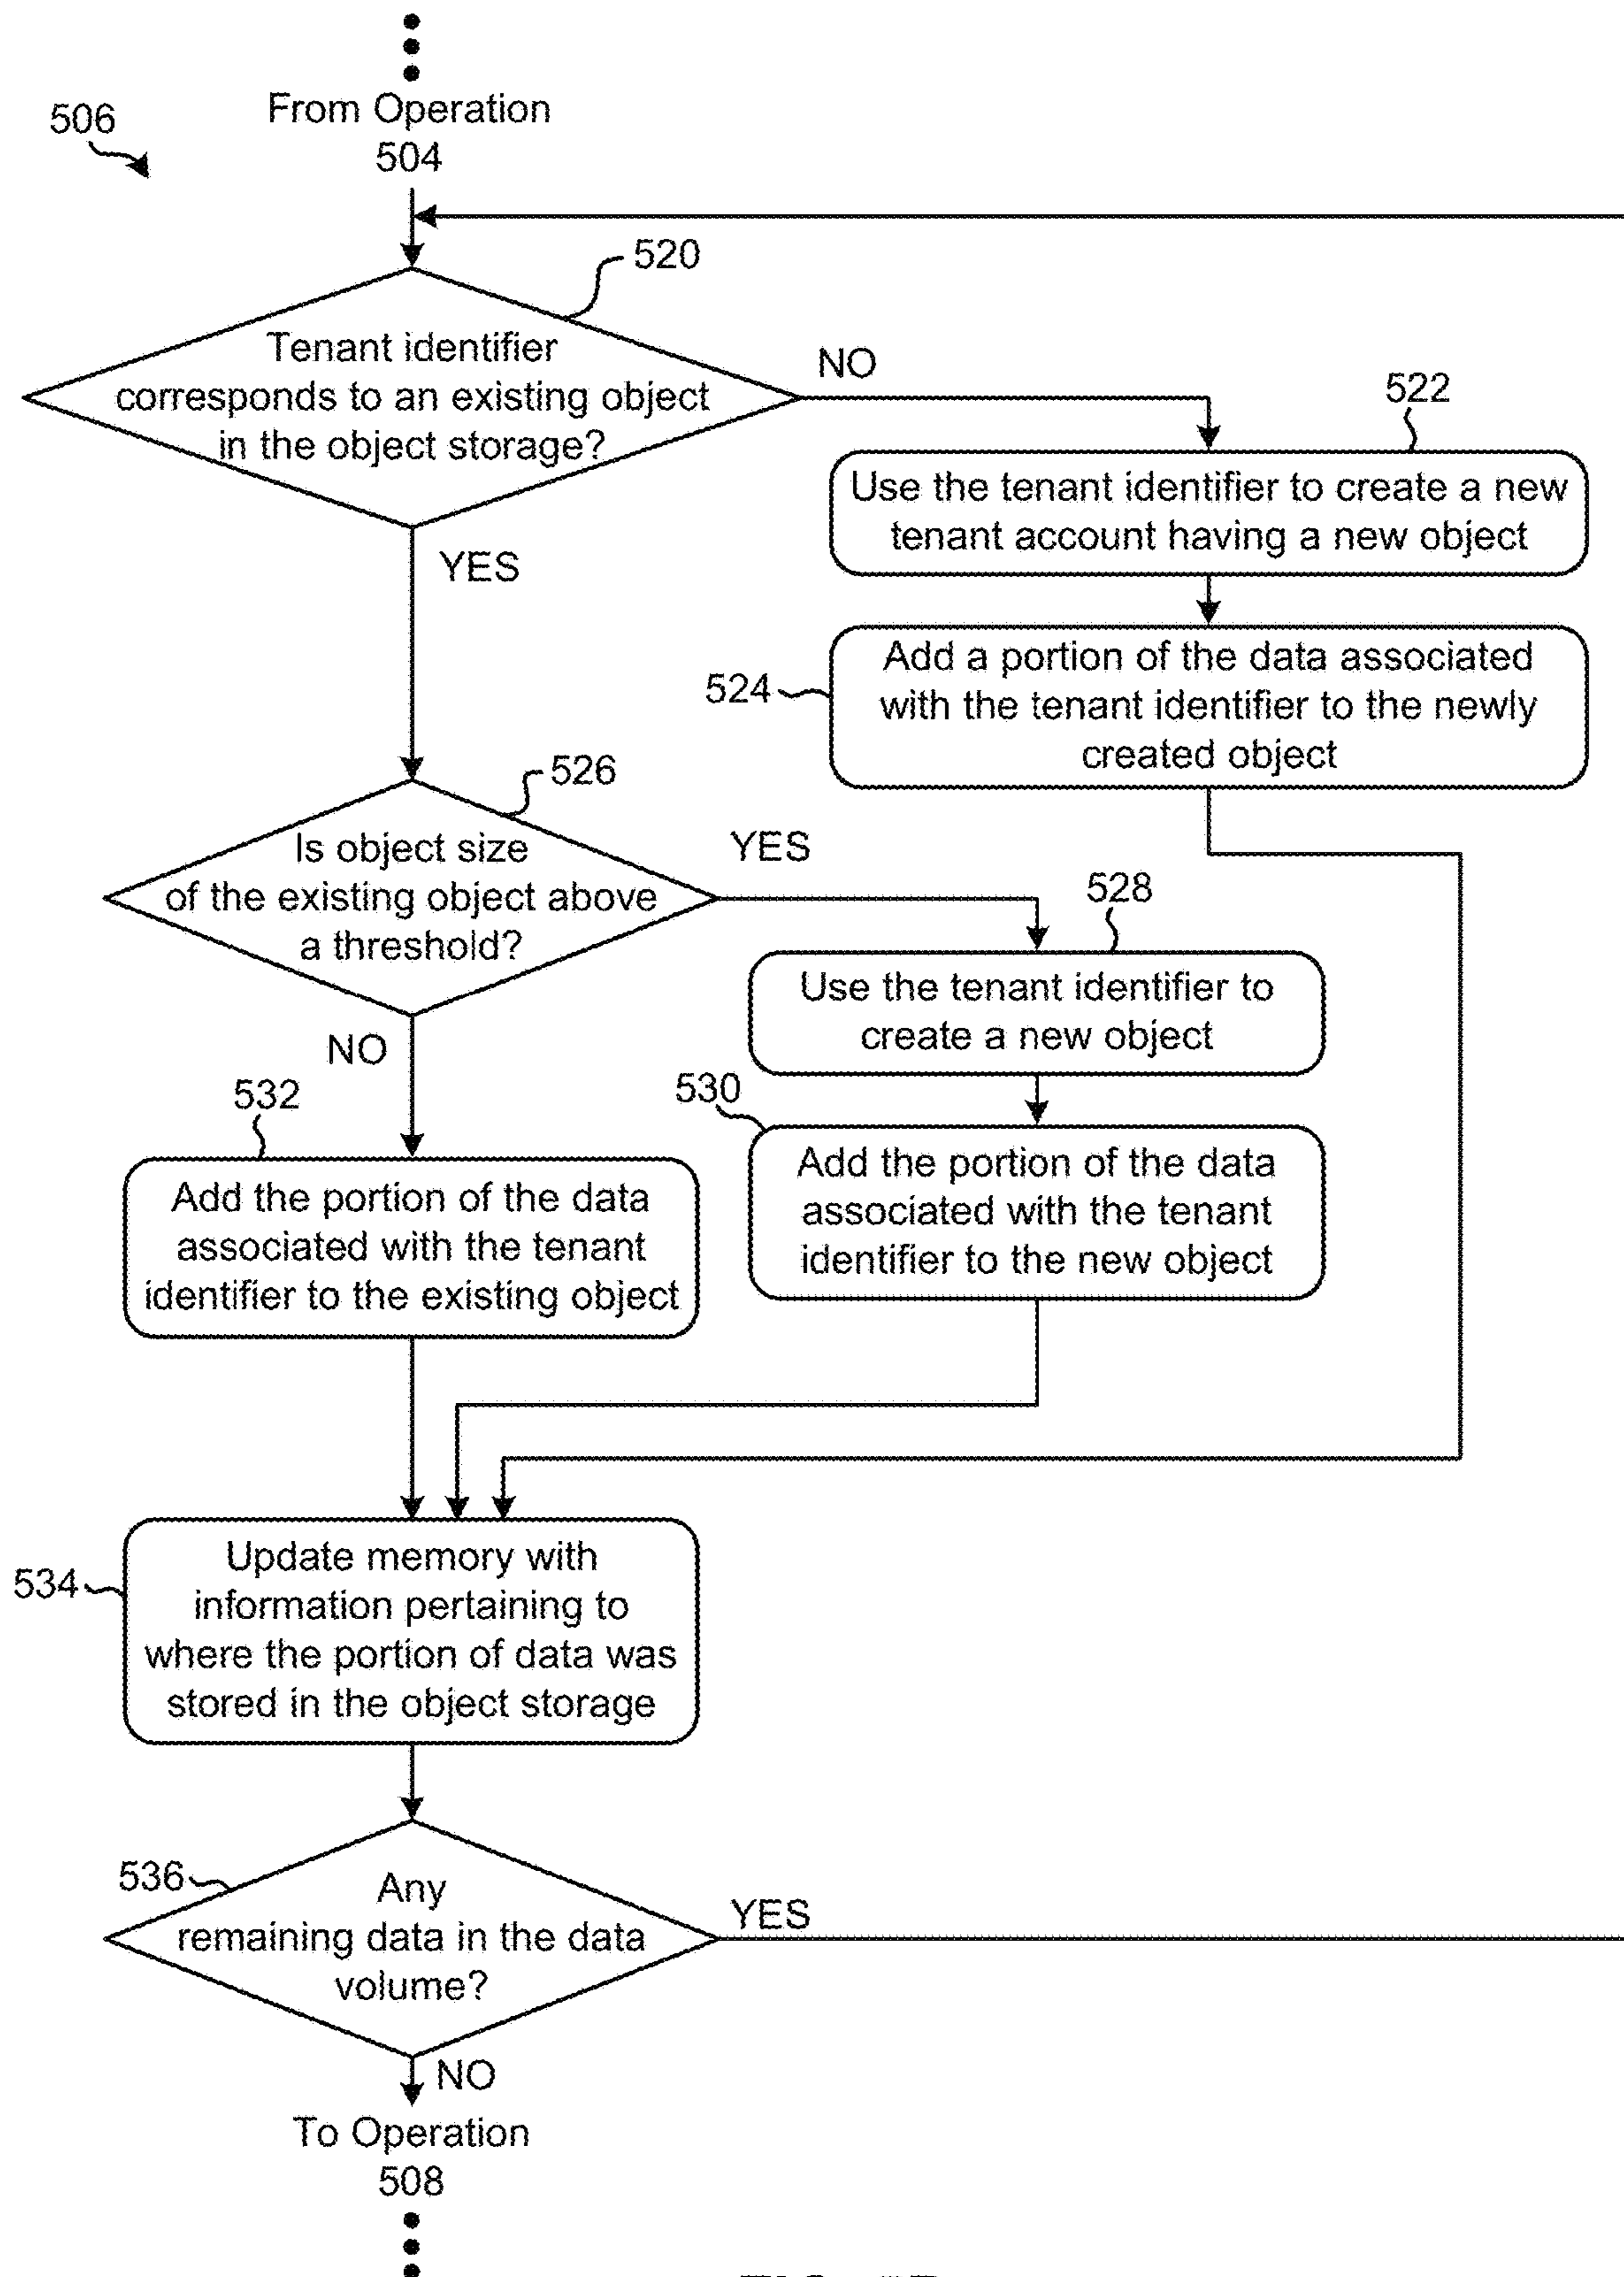 From Operation
504
506
520
Tenant identifier
corresponds to an existing object
in the object storage?
NO
YES
522
Use the tenant identifier to create a new
tenant account having a new object
524
Add a portion of the data associated
with the tenant identifier to the newly
created object
526
Is object size
of the existing object above
a threshold?
YES
NO
528
Use the tenant identifier to
create a new object
530
Add the portion of the data
associated with the tenant
identifier to the new object
532
Add the portion of the data
associated with the tenant
identifier to the existing object
534
Update memory with
information pertaining to
where the portion of data was
stored in the object storage
536
Any
remaining data in the data
volume?
YES
NO
To Operation
508